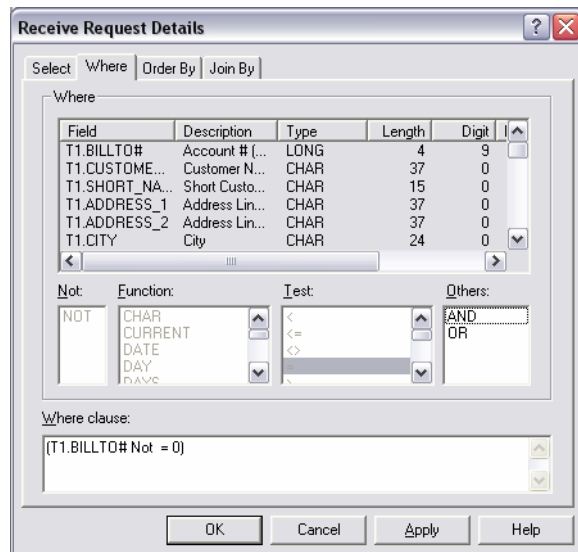 Receive Request Details
Select Where Order By Join By
Where
Field Description Type Length Digit
T1.BILLTO# Account # (... LONG 4 9
T1.CUSTOME... Customer N... CHAR 37 0
T1.SHORT_NA... Short Custo... CHAR 15 0
T1.ADDRESS_1 Address Lin... CHAR 37 0
T1.ADDRESS_2 Address Lin... CHAR 37 0
T1.CITY City CHAR 24 0
Not: Function: Test: Others:
NOT CHAR < AND
CURRENT <= OR
DATE <>
DAY =
DAYS >
Where clause:
(T1.BILLTO# Not = 0)
OK Cancel Apply Help